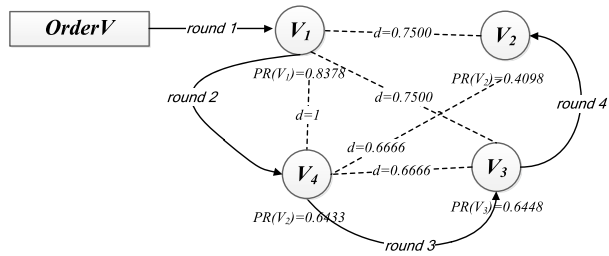 OrderV
round 1
V1
d=0.7500
V2
PR(V1)=0.8378
PR(V2)=0.4098
round 2
d=0.7500
round 4
d=1
d=0.6666
V4
d=0.6666
V3
PR(V2)=0.6433
PR(V3)=0.6448
round 3